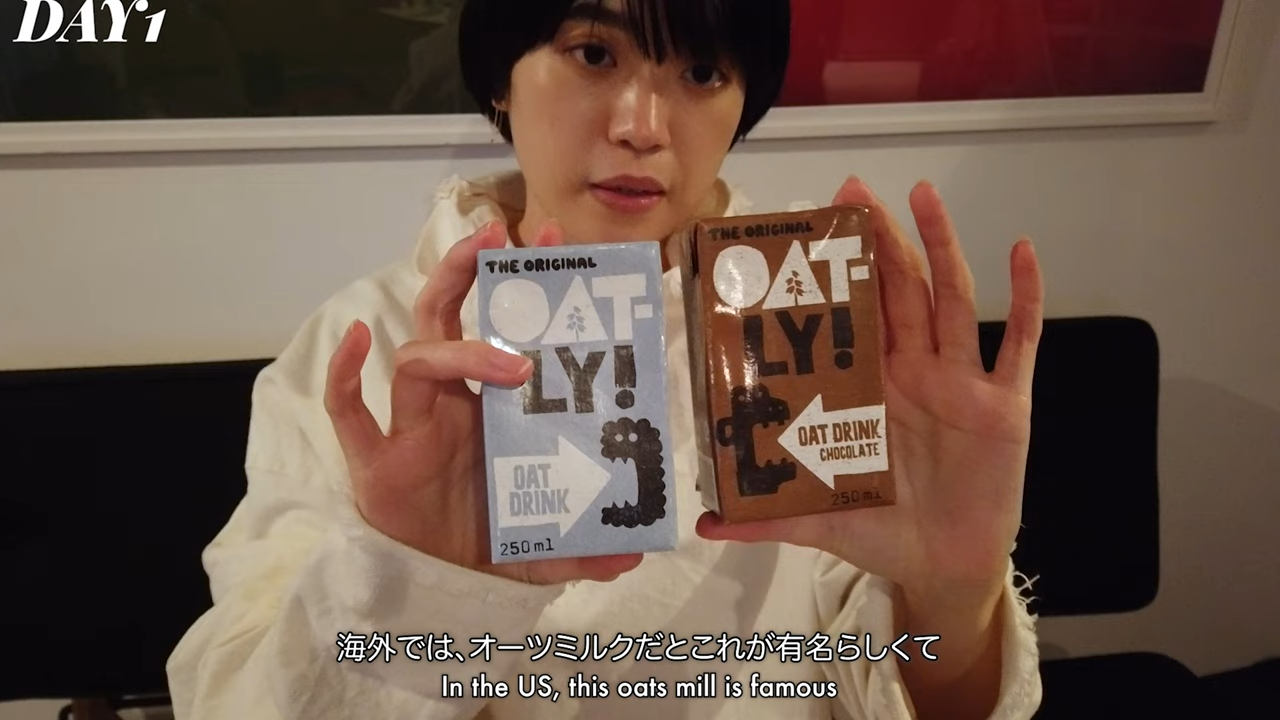 DAY1
THE ORIGINAL
OAT-
LY!
OAT
DRINK
250ml
THE ORIGINAL
OAT-
LY!
OAT DRINK
CHOCOLATE
250ml
海外では、オーツミルクだとこれが有名らしくて
In the US, this oats mill is famous